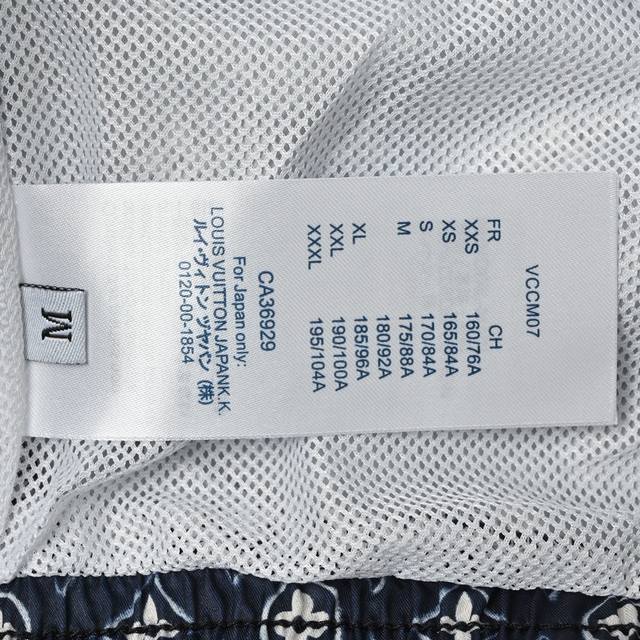 VCCM07
FR CH
XXS 160/76A
XS 165/84A
S 170/84A
M 175/88A
180/92A
XL 185/96A
XXL 190/100A
XXXL 195/104A
CA36929
For Japan only:
LOUIS VUITTON JAPANK.K.
ルイ・ヴィトン ジャパン (株)
0120-00-1854
M